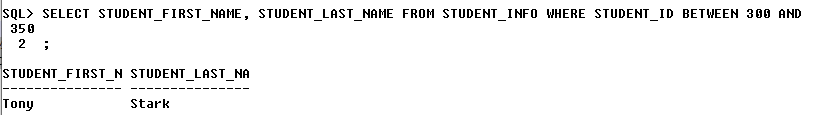 SQL> SELECT STUDENT_FIRST_NAME, STUDENT_LAST_NAME FROM STUDENT_INFO WHERE STUDENT_ID BETWEEN 300 AND
350
2 ;
STUDENT_FIRST_N STUDENT_LAST_NA
--------------- ---------------
Tony Stark